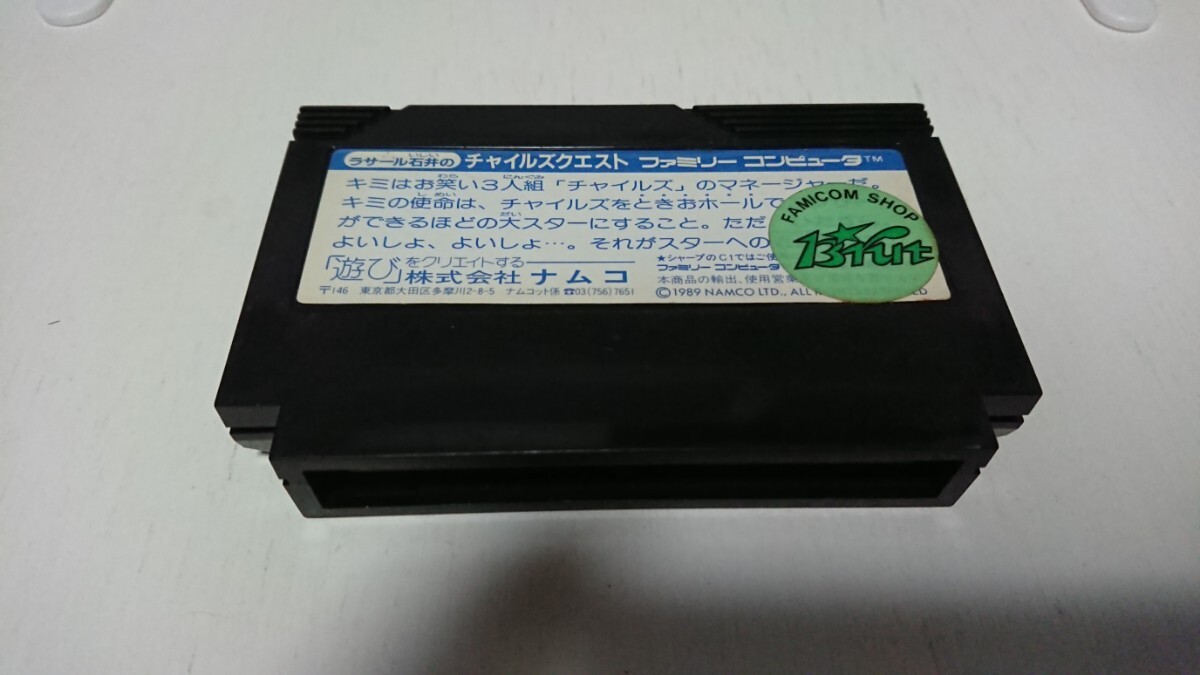 ラサール石井の チャイルズクエスト ファミリー コンピュータ™
キミはお笑い3人組「チャイルズ」のマネージャーだ。
キミの使命は、チャイルズをときおホールで
ができるほどの大スターにすること。ただ
よいしょ、よいしょ…。それがスターへの
「遊び」をクリエイトする
株式会社 ナムコ
〒146 東京都大田区多摩川2-8-5 ナムコット係 ☎03(756)7651
★シャープのC1ではご使
ファミリー コンピュータ
本商品の輸出、使用営業
©1989 NAMCO LTD., ALL
FAMICOM SHOP